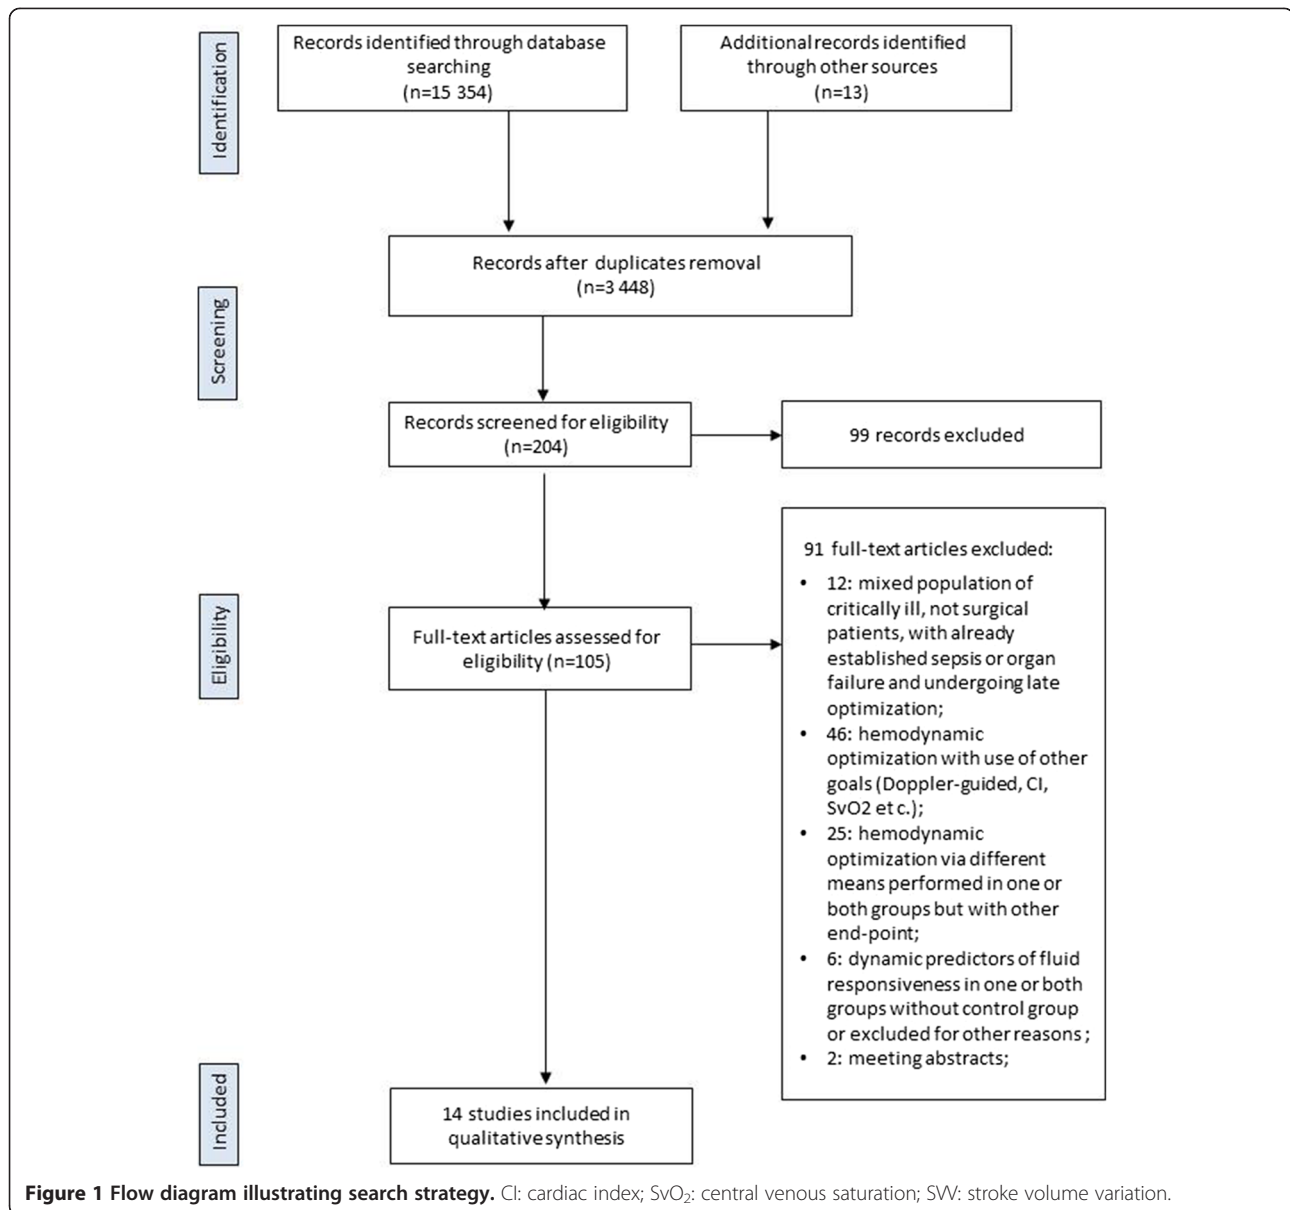 Identification
Records identified through database
searching
(n=15 354)
Additional records identified
through other sources
(n=13)
Records after duplicates removal
(n=3 448)
Screening
Records screened for eligibility
(n=204)
99 records excluded
Eligibility
Full-text articles assessed for
eligibility (n=105)
91 full-text articles excluded:
• 12: mixed population of
critically ill, not surgical
patients, with already
established sepsis or organ
failure and undergoing late
optimization;
• 46: hemodynamic
optimization with use of other
goals (Doppler-guided, CI,
SvO2 etc.);
• 25: hemodynamic
optimization via different
means performed in one or
both groups but with other
end-point;
• 6: dynamic predictors of fluid
responsiveness in one or both
groups without control group
or excluded for other reasons;
• 2: meeting abstracts;
Included
14 studies included in
qualitative synthesis
Figure 1 Flow diagram illustrating search strategy. CI: cardiac index; SvO₂: central venous saturation; SVV: stroke volume variation.